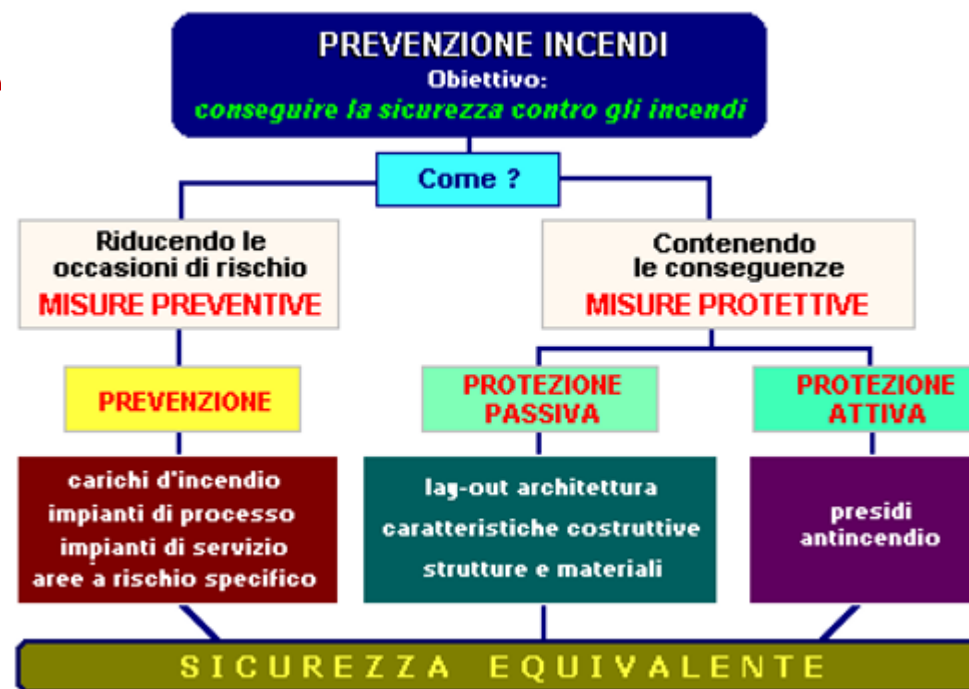 PREVENZIONE INCENDI
Obiettivo:
conseguire la sicurezza contro gli incendi
Come ?
Riducendo le
occasioni di rischio
MISURE PREVENTIVE
Contenendo
le conseguenze
MISURE PROTETTIVE
PREVENZIONE
PROTEZIONE
PASSIVA
PROTEZIONE
ATTIVA
carichi d'incendio
impianti di processo
impianti di servizio
aree a rischio specifico
lay-out architettura
caratteristiche costruttive
strutture e materiali
presidi
antincendio
SICUREZZA EQUIVALENTE